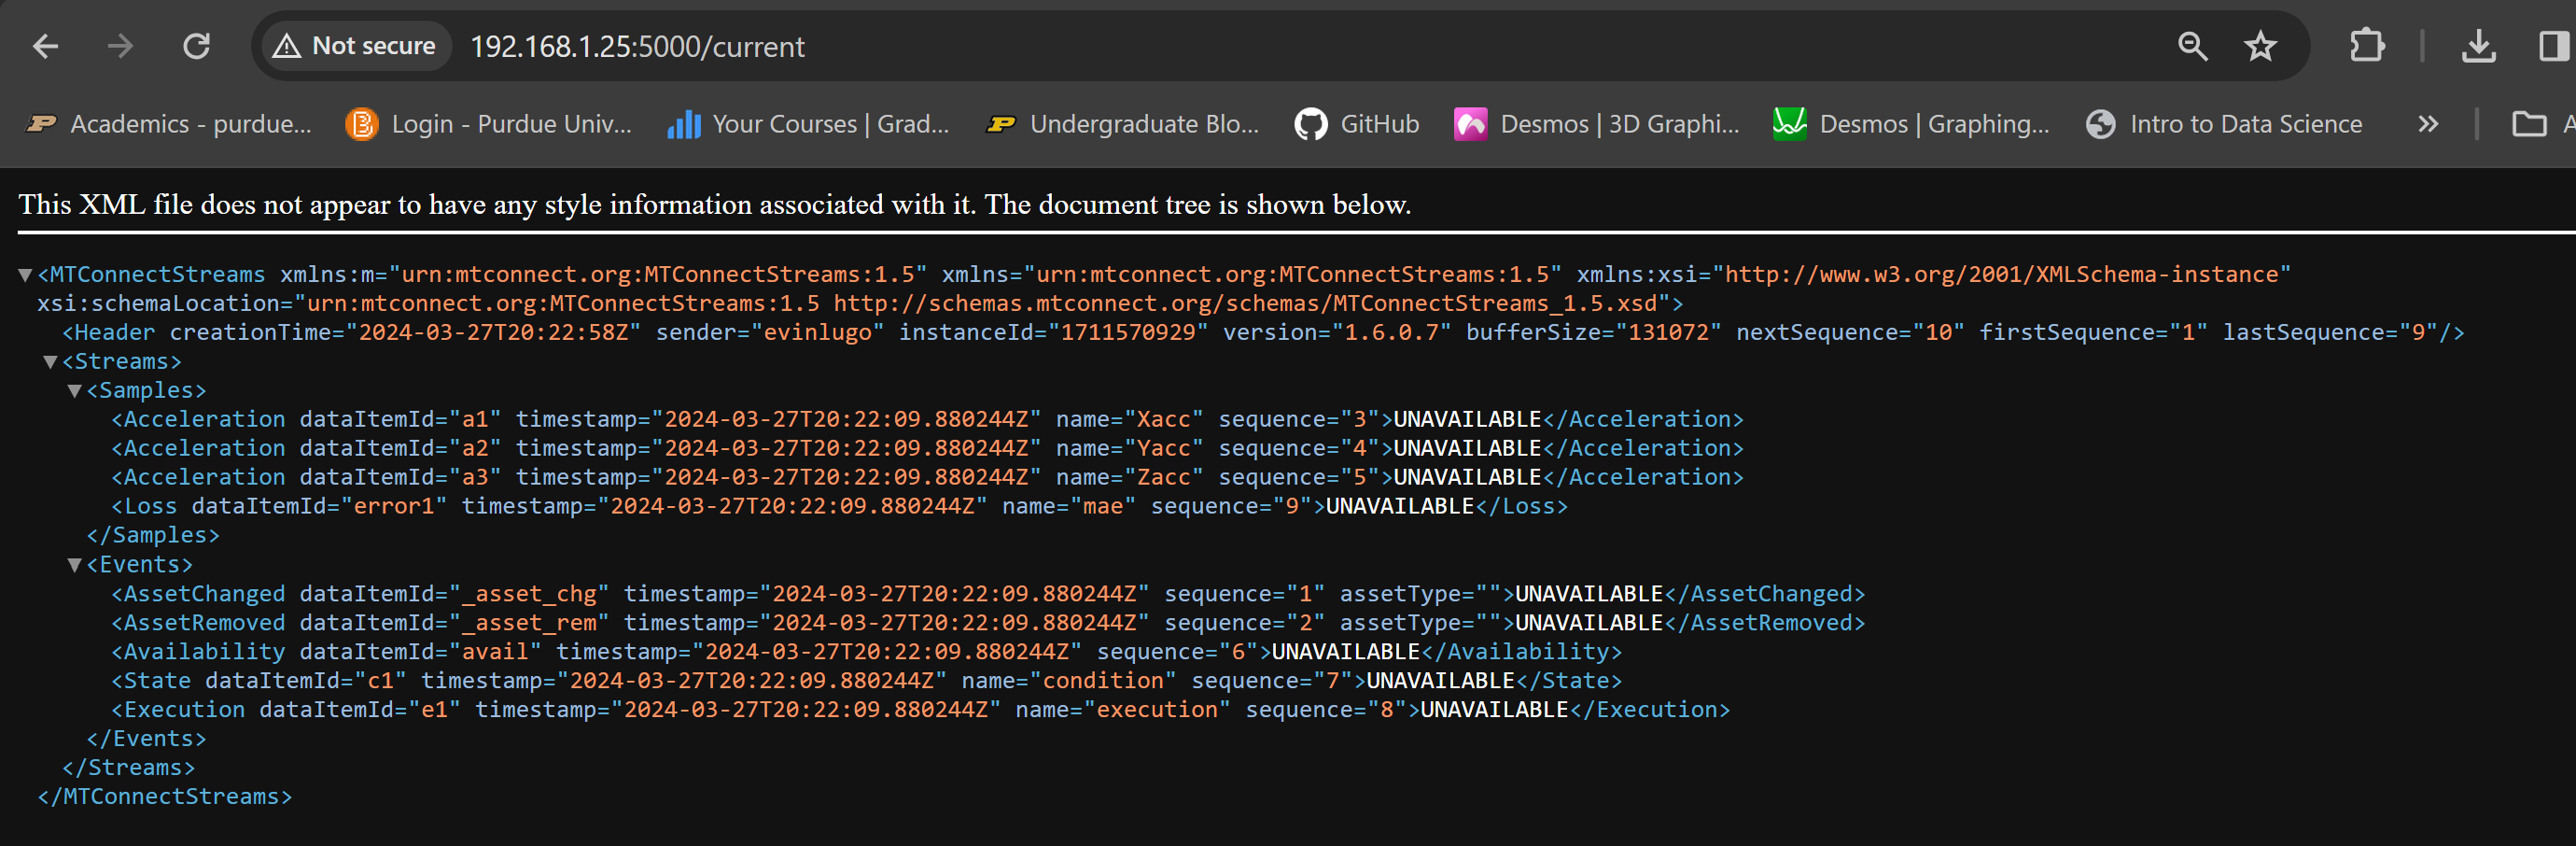 Not secure 192.168.1.25:5000/current
Academics - purdue... Login - Purdue Univ... Your Courses | Grad... Undergraduate Blo... GitHub Desmos | 3D Graphi... Desmos | Graphing... Intro to Data Science » A
This XML file does not appear to have any style information associated with it. The document tree is shown below.
<MTConnectStreams xmlns:m="urn:mtconnect.org:MTConnectStreams:1.5" xmlns="urn:mtconnect.org:MTConnectStreams:1.5" xmlns:xsi="http://www.w3.org/2001/XMLSchema-instance"
xsi:schemaLocation="urn:mtconnect.org:MTConnectStreams:1.5 http://schemas.mtconnect.org/schemas/MTConnectStreams_1.5.xsd">
<Header creationTime="2024-03-27T20:22:58Z" sender="evinlugo" instanceId="1711570929" version="1.6.0.7" bufferSize="131072" nextSequence="10" firstSequence="1" lastSequence="9"/>
<Streams>
<Samples>
<Acceleration dataItemId="a1" timestamp="2024-03-27T20:22:09.880244Z" name="Xacc" sequence="3">UNAVAILABLE</Acceleration>
<Acceleration dataItemId="a2" timestamp="2024-03-27T20:22:09.880244Z" name="Yacc" sequence="4">UNAVAILABLE</Acceleration>
<Acceleration dataItemId="a3" timestamp="2024-03-27T20:22:09.880244Z" name="Zacc" sequence="5">UNAVAILABLE</Acceleration>
<Loss dataItemId="error1" timestamp="2024-03-27T20:22:09.880244Z" name="mae" sequence="9">UNAVAILABLE</Loss>
</Samples>
<Events>
<AssetChanged dataItemId="_asset_chg" timestamp="2024-03-27T20:22:09.880244Z" sequence="1" assetType="">UNAVAILABLE</AssetChanged>
<AssetRemoved dataItemId="_asset_rem" timestamp="2024-03-27T20:22:09.880244Z" sequence="2" assetType="">UNAVAILABLE</AssetRemoved>
<Availability dataItemId="avail" timestamp="2024-03-27T20:22:09.880244Z" sequence="6">UNAVAILABLE</Availability>
<State dataItemId="c1" timestamp="2024-03-27T20:22:09.880244Z" name="condition" sequence="7">UNAVAILABLE</State>
<Execution dataItemId="e1" timestamp="2024-03-27T20:22:09.880244Z" name="execution" sequence="8">UNAVAILABLE</Execution>
</Events>
</Streams>
</MTConnectStreams>